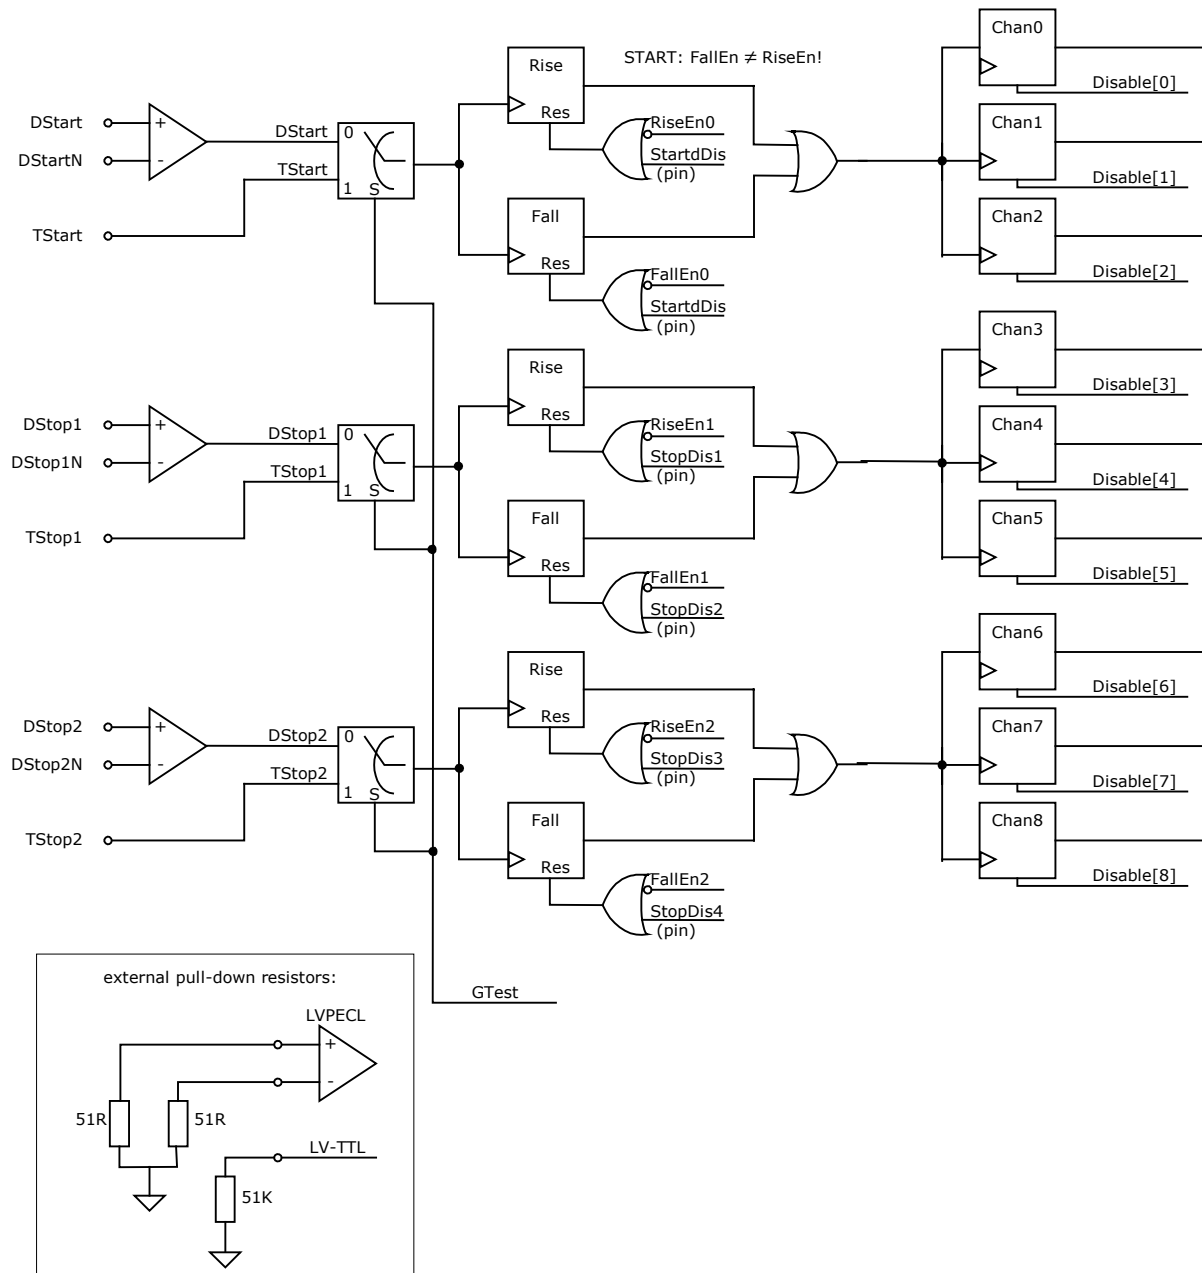 START: FallEn ≠ RiseEn!
DStart
DStartN
TStart
+
-
DStart
TStart
0
1
S
Rise
Res
RiseEn0
StartdDis
(pin)
Fall
Res
FallEn0
StartdDis
(pin)
Chan0
Disable[0]
Chan1
Disable[1]
Chan2
Disable[2]
DStop1
DStop1N
TStop1
+
-
DStop1
TStop1
0
1
S
Rise
Res
RiseEn1
StopDis1
(pin)
Fall
Res
FallEn1
StopDis2
(pin)
Chan3
Disable[3]
Chan4
Disable[4]
Chan5
Disable[5]
DStop2
DStop2N
TStop2
+
-
DStop2
TStop2
0
1
S
Rise
Res
RiseEn2
StopDis3
(pin)
Fall
Res
FallEn2
StopDis4
(pin)
Chan6
Disable[6]
Chan7
Disable[7]
Chan8
Disable[8]
GTest
external pull-down resistors:
LVPECL
+
-
51R
51R
LV-TTL
51K